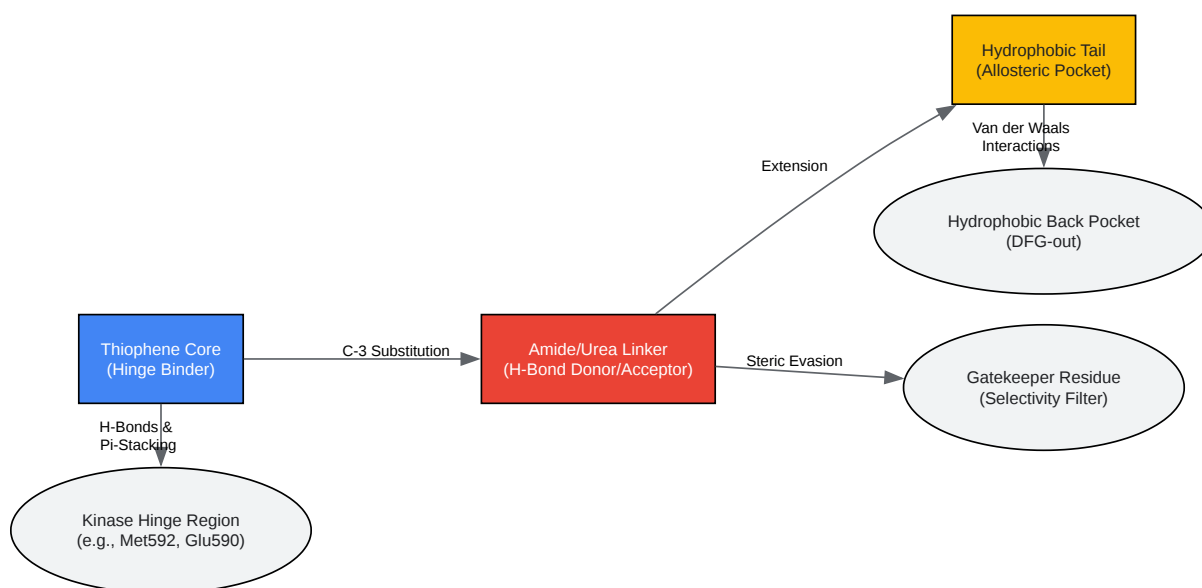 Hydrophobic Tail
(Allosteric Pocket)
Van der Waals
Interactions
Extension
Hydrophobic Back Pocket
(DFG-out)
Thiophene Core
(Hinge Binder)
C-3 Substitution
Amide/Urea Linker
(H-Bond Donor/Acceptor)
Steric Evasion
Gatekeeper Residue
(Selectivity Filter)
H-Bonds &
Pi-Stacking
Kinase Hinge Region
(e.g., Met592, Glu590)